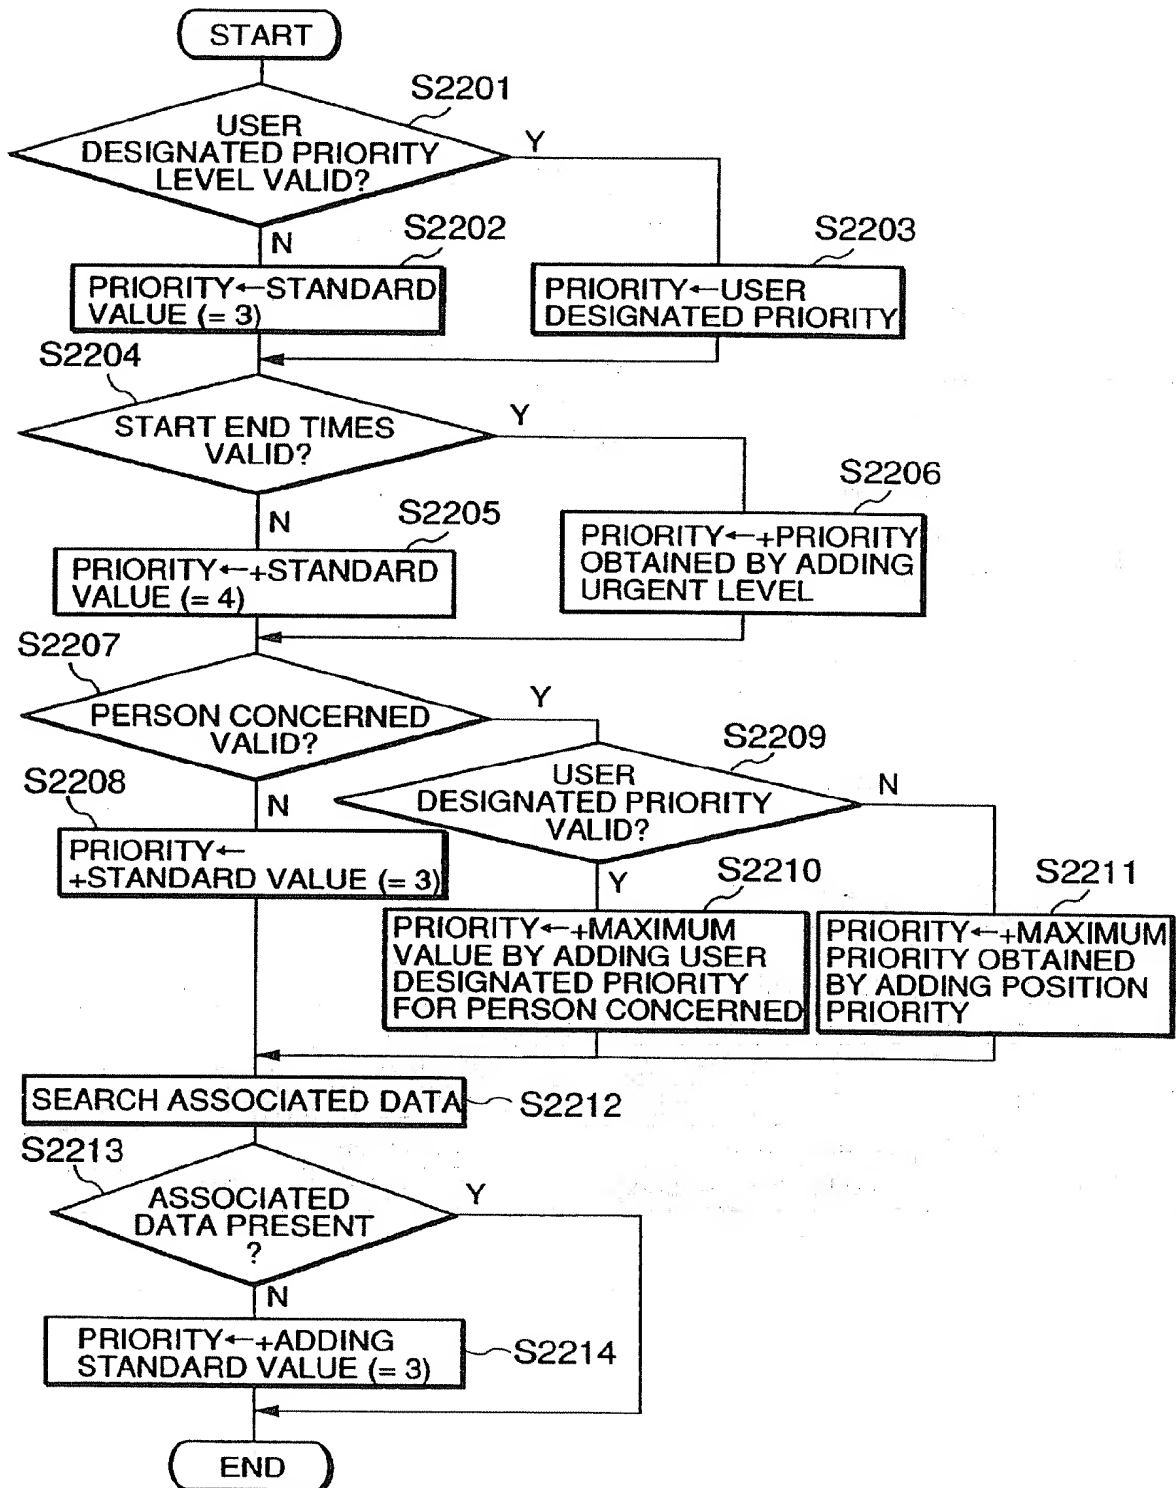 START
S2201
USER
DESIGNATED PRIORITY
LEVEL VALID?
Y
N
S2202
PRIORITY←STANDARD
VALUE (= 3)
S2203
PRIORITY←USER
DESIGNATED PRIORITY
S2204
START END TIMES
VALID?
Y
N
S2205
PRIORITY←+STANDARD
VALUE (= 4)
S2206
PRIORITY←+PRIORITY
OBTAINED BY ADDING
URGENT LEVEL
S2207
PERSON CONCERNED
VALID?
Y
N
S2208
PRIORITY←
+STANDARD VALUE (= 3)
S2209
USER
DESIGNATED PRIORITY
VALID?
N
Y
S2210
PRIORITY←+MAXIMUM
VALUE BY ADDING USER
DESIGNATED PRIORITY
FOR PERSON CONCERNED
S2211
PRIORITY←+MAXIMUM
PRIORITY OBTAINED
BY ADDING POSITION
PRIORITY
SEARCH ASSOCIATED DATA
S2212
S2213
ASSOCIATED
DATA PRESENT
?
Y
N
PRIORITY←+ADDING
STANDARD VALUE (= 3)
S2214
END